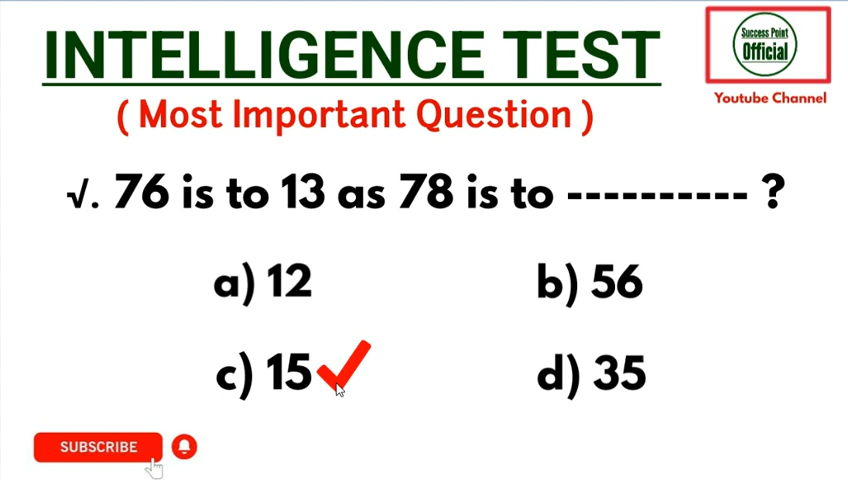 INTELLIGENCE TEST
Success Point
Official
Youtube Channel
( Most Important Question )
√. 76 is to 13 as 78 is to ---------- ?
a) 12
b) 56
c) 15
d) 35
SUBSCRIBE